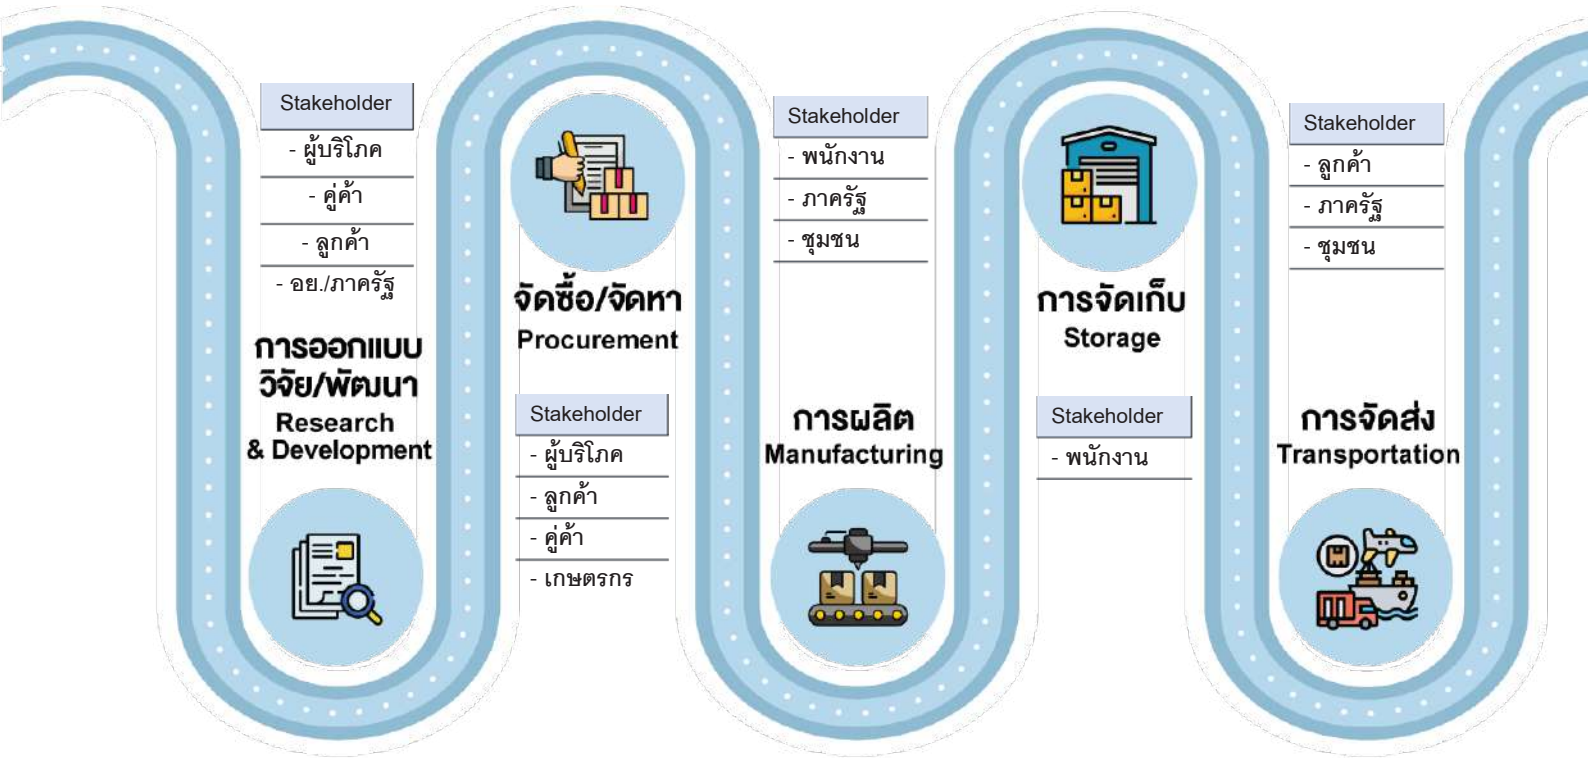 Stakeholder
- ผู้บริโภค
- คู่ค้า
- ลูกค้า
- อย./ภาครัฐ
การออกแบบ
วิจัย/พัฒนา
Research
& Development
จัดซื้อ/จัดหา
Procurement
Stakeholder
- ผู้บริโภค
- ลูกค้า
- คู่ค้า
- เกษตรกร
Stakeholder
- พนักงาน
- ภาครัฐ
- ชุมชน
การผลิต
Manufacturing
การจัดเก็บ
Storage
Stakeholder
- พนักงาน
Stakeholder
- ลูกค้า
- ภาครัฐ
- ชุมชน
การจัดส่ง
Transportation